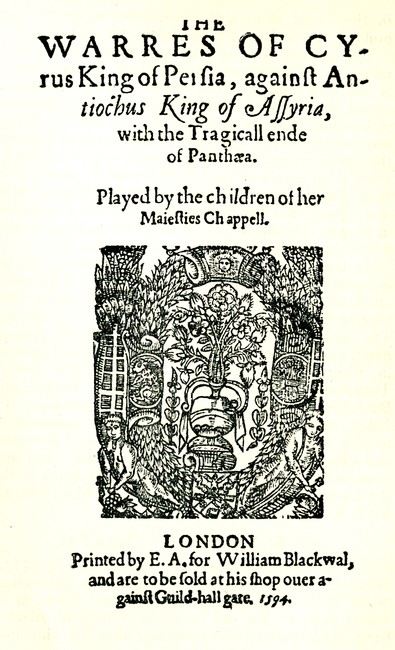 THE
WARRES OF CY-
rus King of Persia, against An-
tiochus King of Assyria,
with the Tragicall ende
of Panthæa.
Played by the children of her
Maiesties Chappell.
LONDON
Printed by E. A. for William Blackwal,
and are to be sold at his shop ouer a-
gainst Guild-hall gate. 1594.